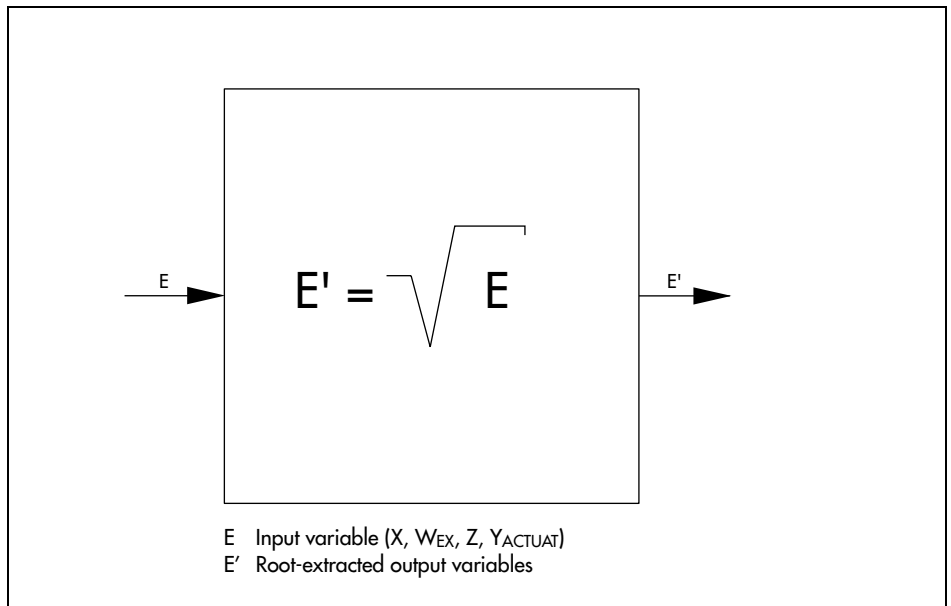 E
E' = √E
E'
E Input variable (X, WEX, Z, YACTUAT)
E' Root-extracted output variables